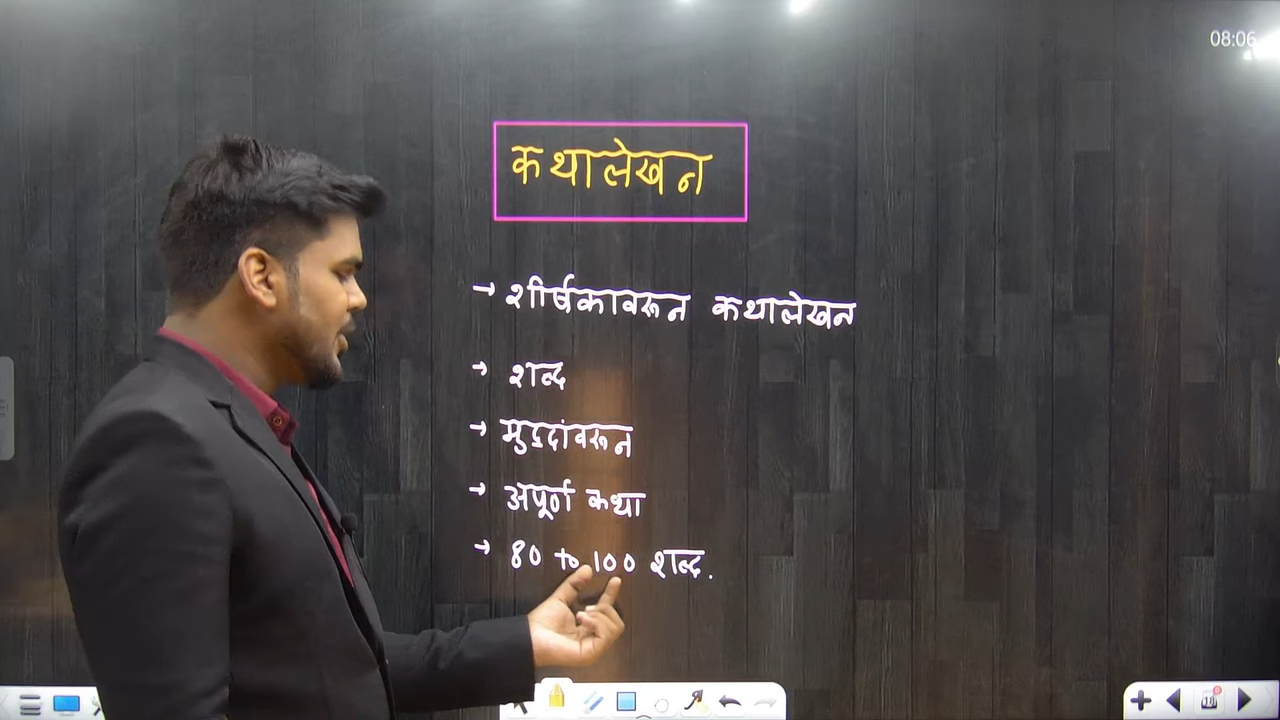 08:06
कथालेखन
→ शीर्षकावरून कथालेखन
→ शब्द
→ मुद्द्यांवरून
→ अपूर्ण कथा
→ 80 to 100 शब्द.